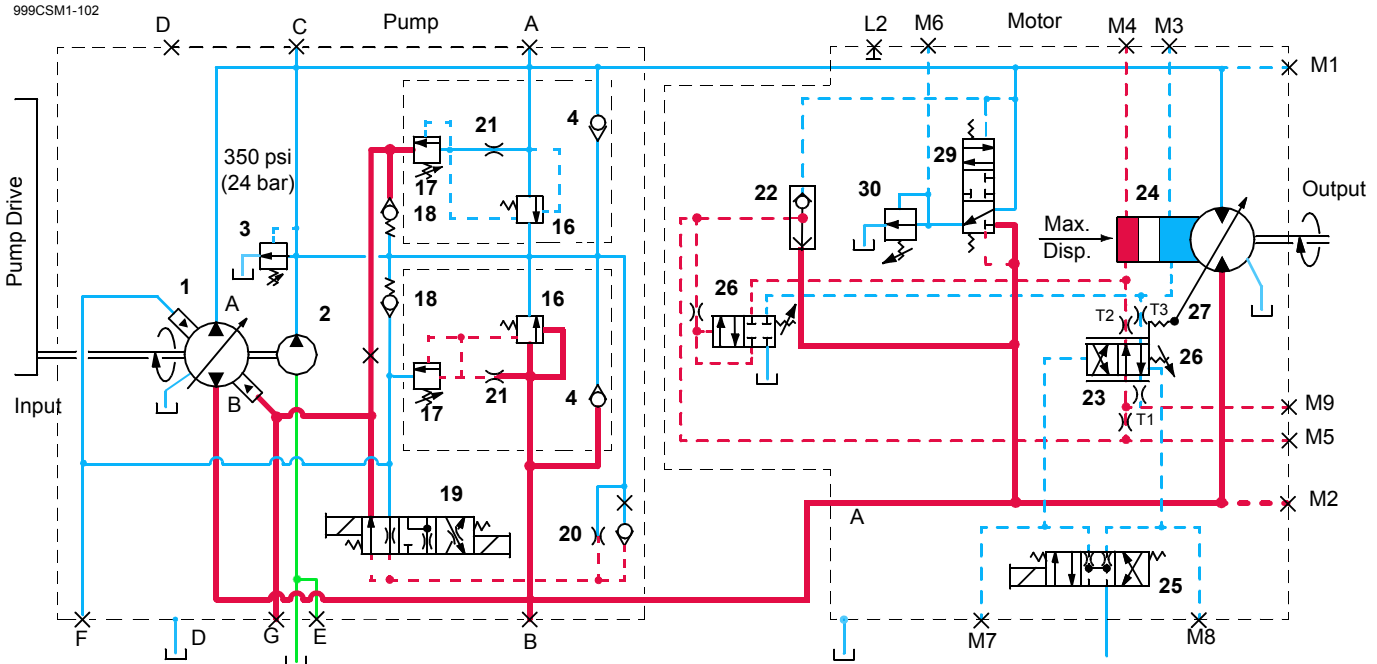 999CSM1-102
D
C
Pump
A
L2
M6
Motor
M4
M3
M1
Pump Drive
350 psi
(24 bar)
3
21
4
17
18
16
22
30
29
24
Output
Max.
Disp.
1
A
2
18
16
26
T2
T3
27
26
B
17
21
4
23
T1
M9
M5
Input
19
20
A
M2
25
F
D
G
E
B
M7
M8